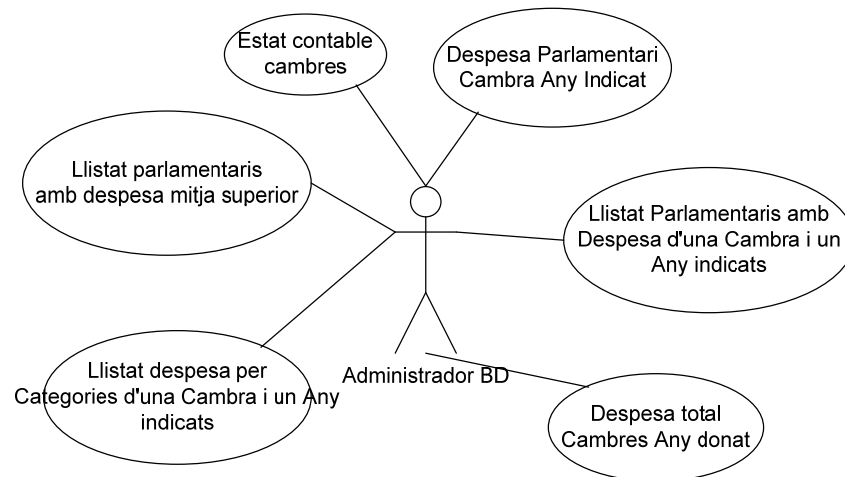 Estat contable
cambres
Despesa Parlamentari
Cambra Any Indicat
Llistat parlamentaris
amb despesa mitja superior
Llistat Parlamentaris amb
Despesa d'una Cambra i un
Any indicats
Llistat despesa per
Categories d'una Cambra i un Any
indicats
Administrador BD
Despesa total
Cambres Any donat